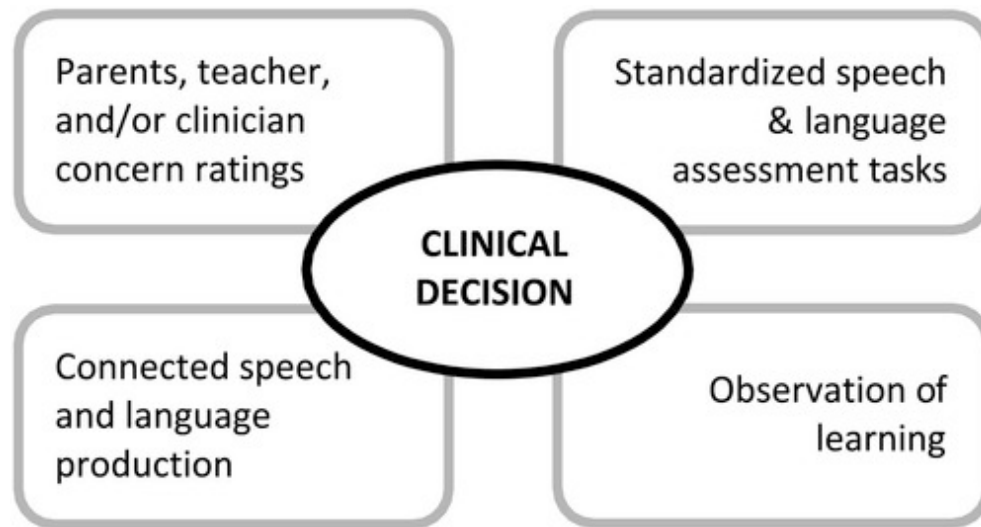 Parents, teacher,
and/or clinician
concern ratings
Standardized speech
& language
assessment tasks
CLINICAL
DECISION
Connected speech
and language
production
Observation of
learning